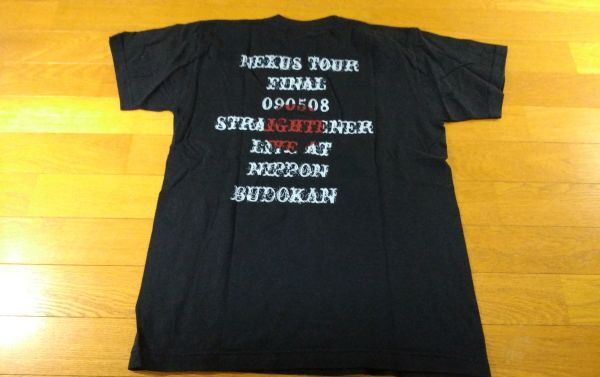 NEXUS TOUR
FINAL
090508
STRAIGHTENER
LIVE AT
NIPPON
BUDOKAN